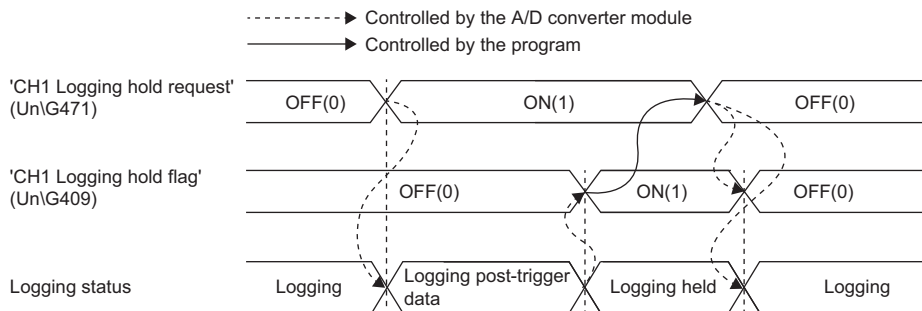 Controlled by the A/D converter module
Controlled by the program
'CH1 Logging hold request'
(Un\G471)
OFF(0)
ON(1)
OFF(0)
'CH1 Logging hold flag'
(Un\G409)
OFF(0)
ON(1)
OFF(0)
Logging status
Logging
Logging post-trigger
data
Logging held
Logging